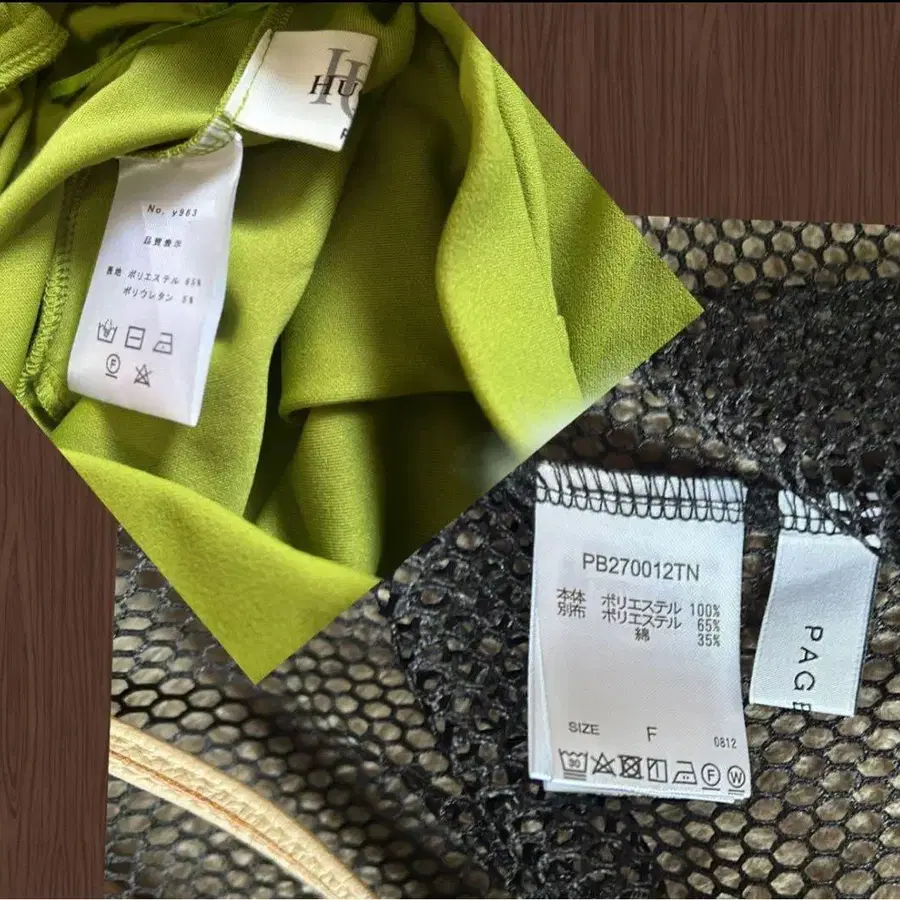 HU
No. y983
品質表示
表地 ポリエステル 65%
ポリウレタン 5%
F
PB270012TN
本体 ポリエステル 100%
別布 ポリエステル 65%
綿 35%
SIZE F
0812
30
F W
PAGE